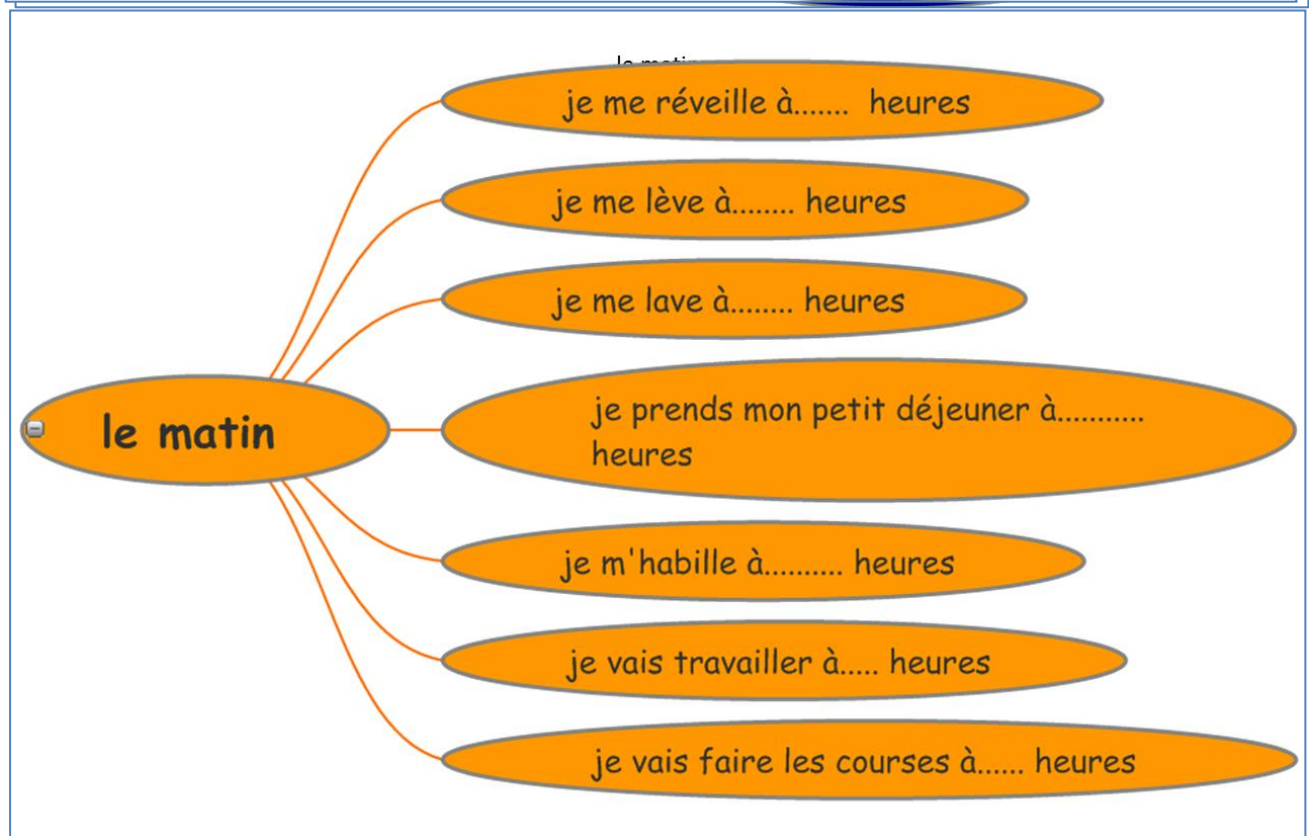 je me réveille à....... heures
je me lève à........ heures
je me lave à........ heures
le matin
je prends mon petit déjeuner à...........
heures
je m'habille à.......... heures
je vais travailler à..... heures
je vais faire les courses à...... heures